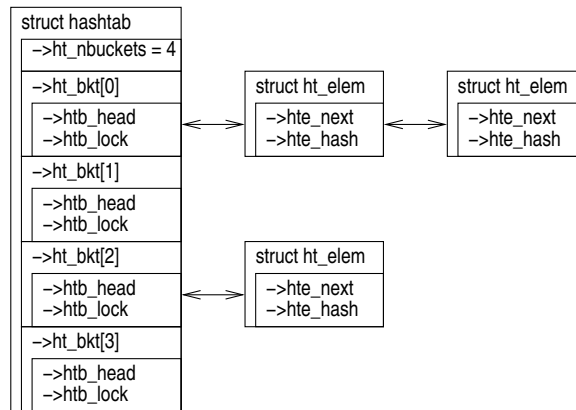 struct hashtab
−>ht_nbuckets = 4
−>ht_bkt[0]
−>htb_head
−>htb_lock
struct ht_elem
−>hte_next
−>hte_hash
struct ht_elem
−>hte_next
−>hte_hash
−>ht_bkt[1]
−>htb_head
−>htb_lock
−>ht_bkt[2]
−>htb_head
−>htb_lock
struct ht_elem
−>hte_next
−>hte_hash
−>ht_bkt[3]
−>htb_head
−>htb_lock